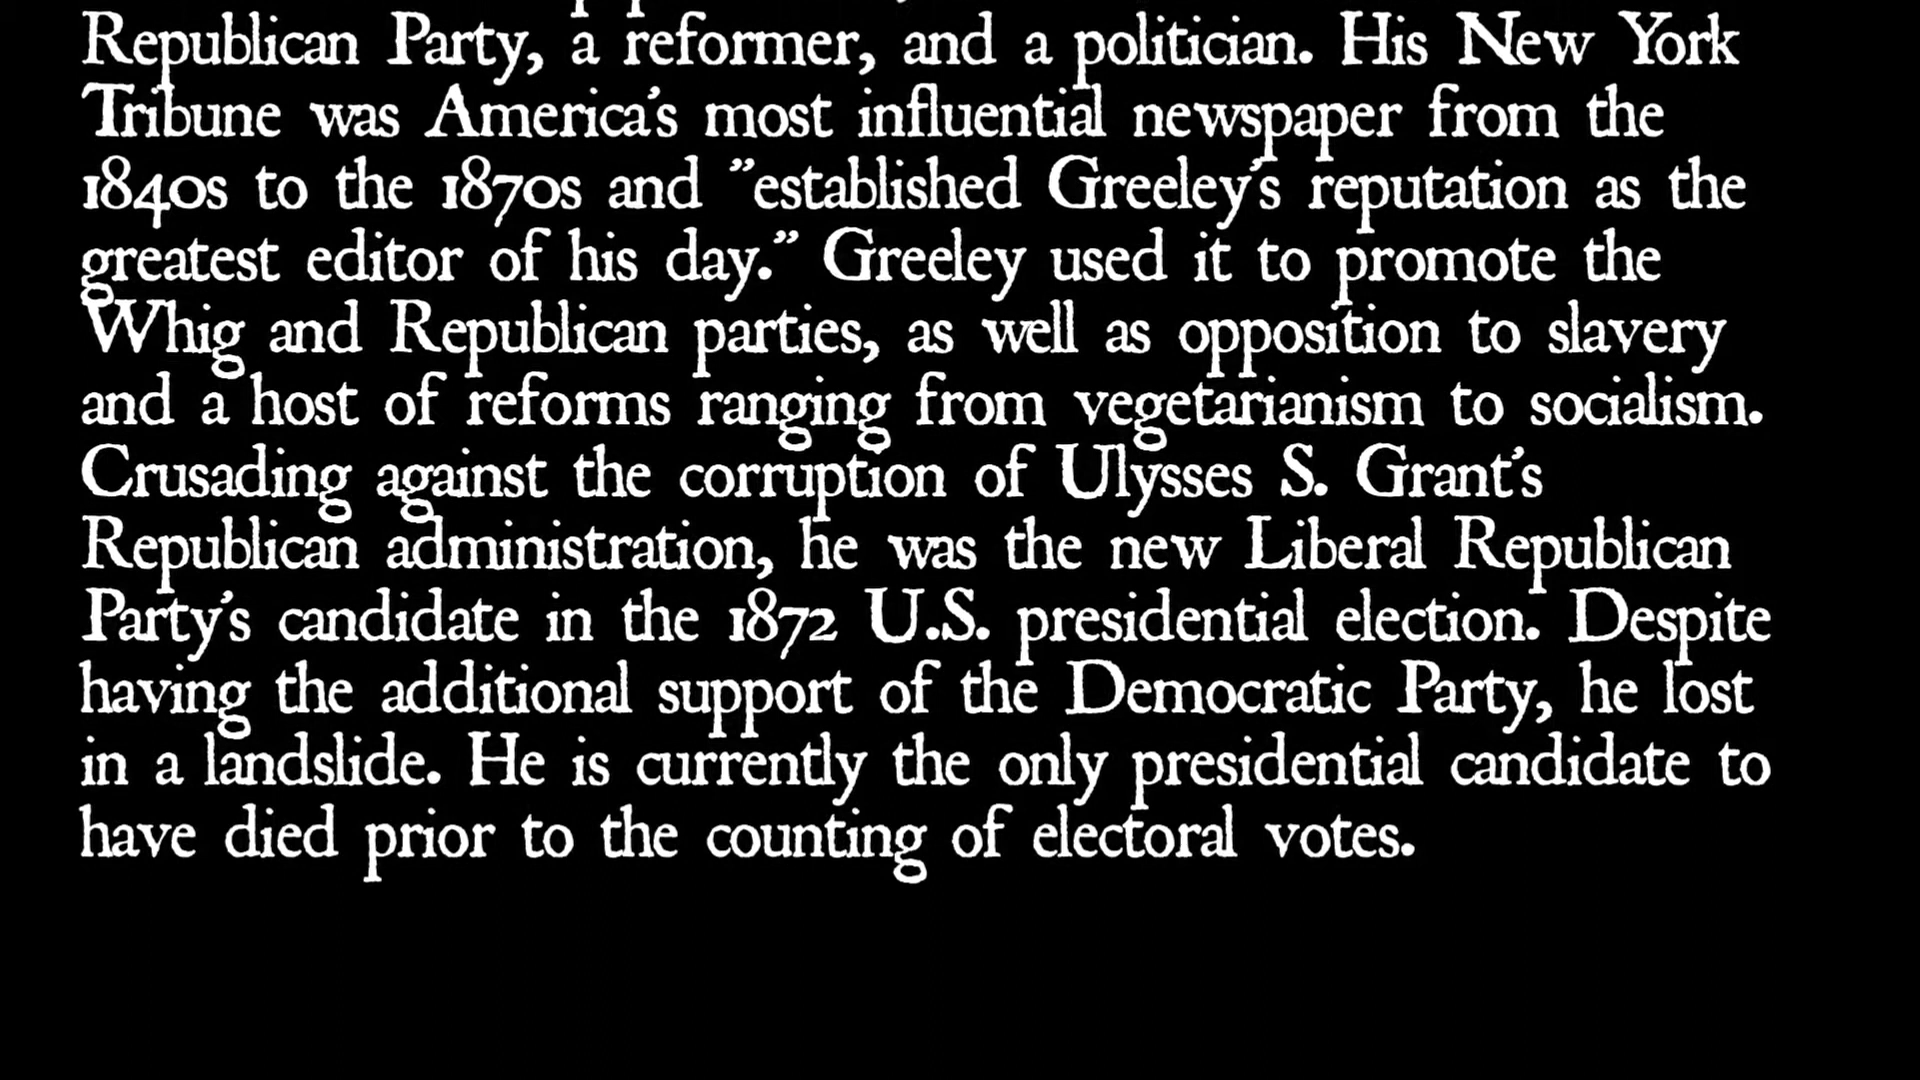 Republican Party, a reformer, and a politician. His New York
Tribune was America's most influential newspaper from the
1840s to the 1870s and "established Greeley's reputation as the
greatest editor of his day." Greeley used it to promote the
Whig and Republican parties, as well as opposition to slavery
and a host of reforms ranging from vegetarianism to socialism.
Crusading against the corruption of Ulysses S. Grant's
Republican administration, he was the new Liberal Republican
Party's candidate in the 1872 U.S. presidential election. Despite
having the additional support of the Democratic Party, he lost
in a landslide. He is currently the only presidential candidate to
have died prior to the counting of electoral votes.